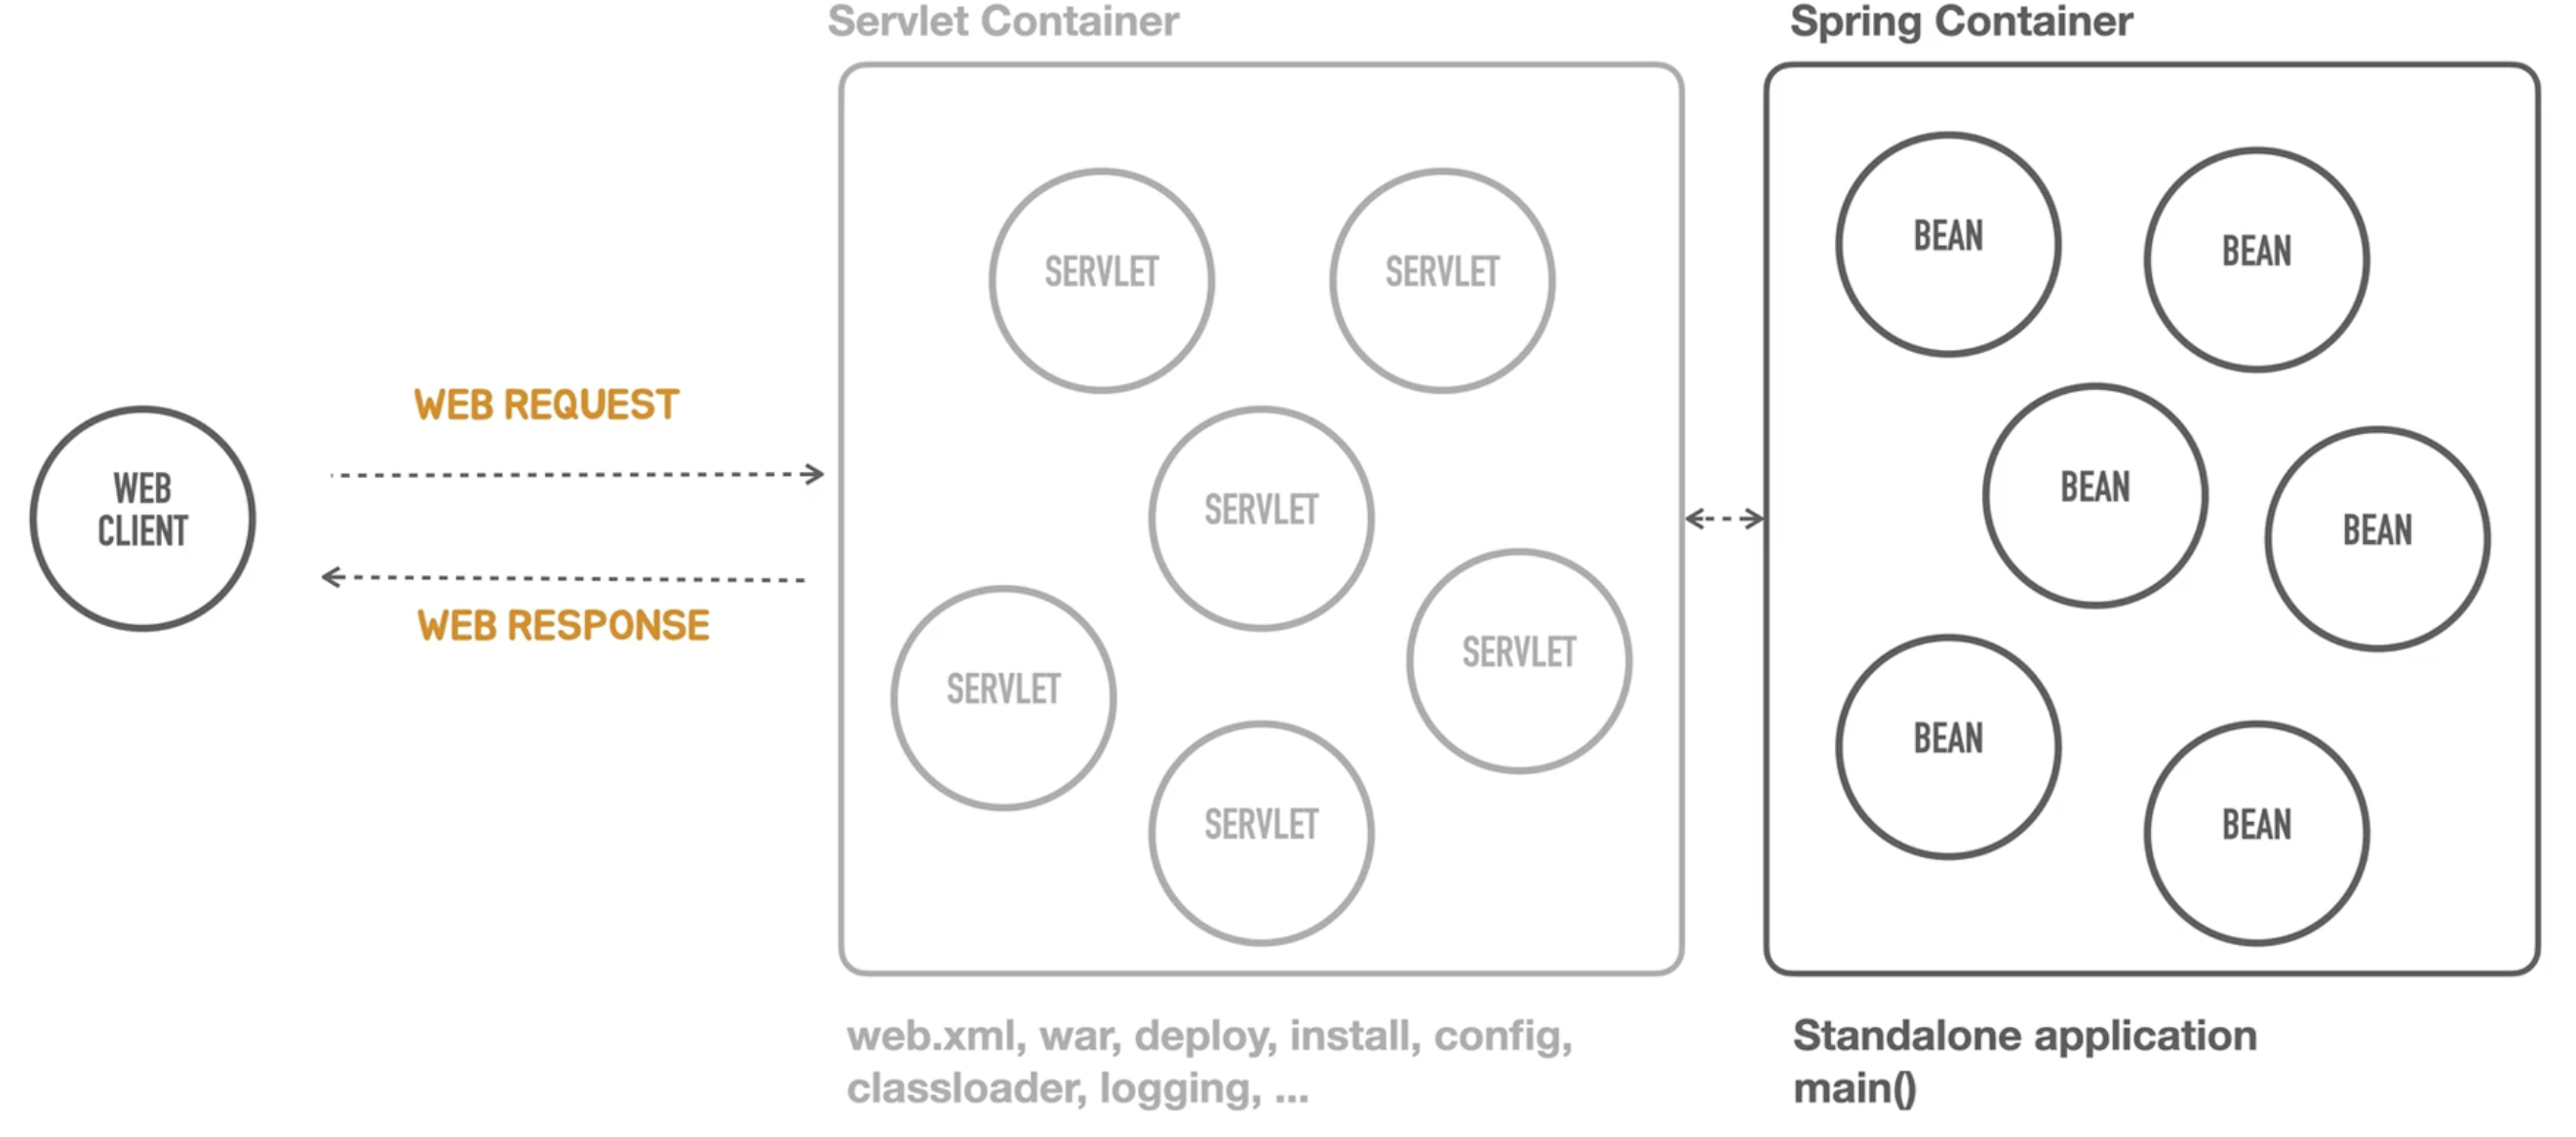 Servlet Container
Spring Container
WEB
CLIENT
WEB REQUEST
WEB RESPONSE
SERVLET
SERVLET
SERVLET
SERVLET
SERVLET
SERVLET
BEAN
BEAN
BEAN
BEAN
BEAN
BEAN
web.xml, war, deploy, install, config,
classloader, logging, ...
Standalone application
main()